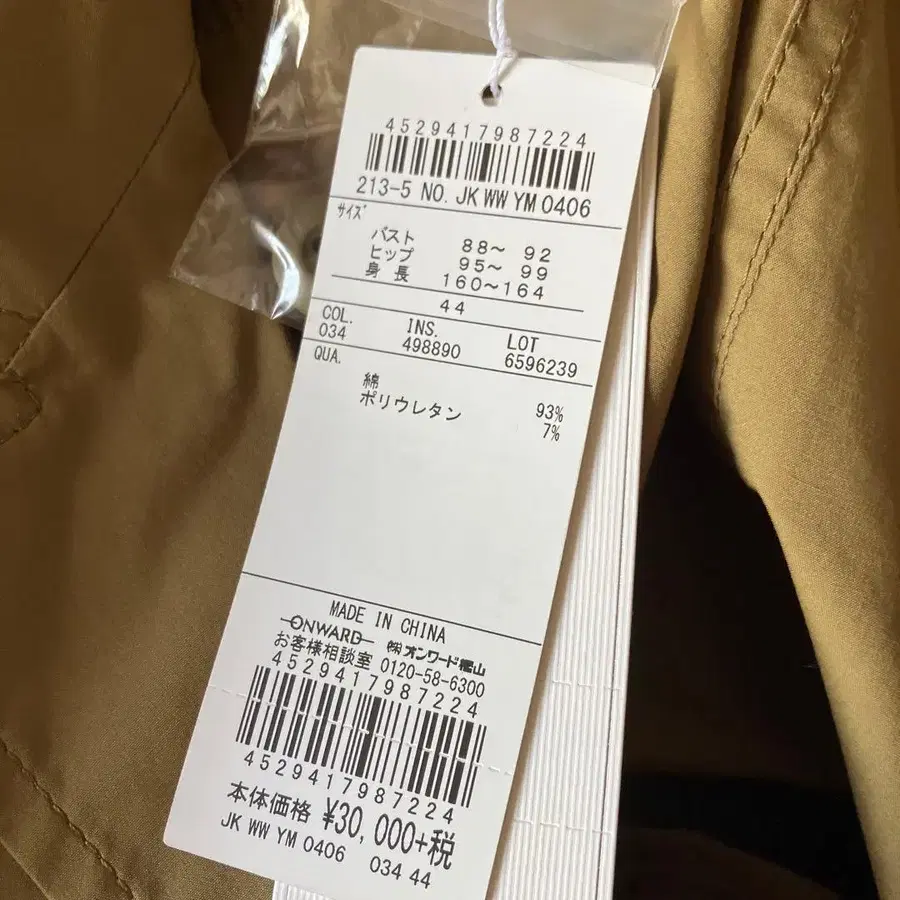 4529417987224
213-5 NO. JK WW YM 0406
サイズ
バスト 88～ 92
ヒップ 95～ 99
身 長 160～164
44
COL. INS. LOT
034 498890 6596239
QUA.
綿 93%
ポリウレタン 7%
MADE IN CHINA
ONWARD ㈱オンワード樫山
お客様相談室 0120-58-6300
4529417987224
4529417987224
本体価格 ¥30,000+税
JK WW YM 0406 034 44